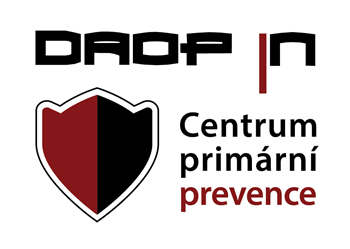 DROP IN
Centrum
primární
prevence